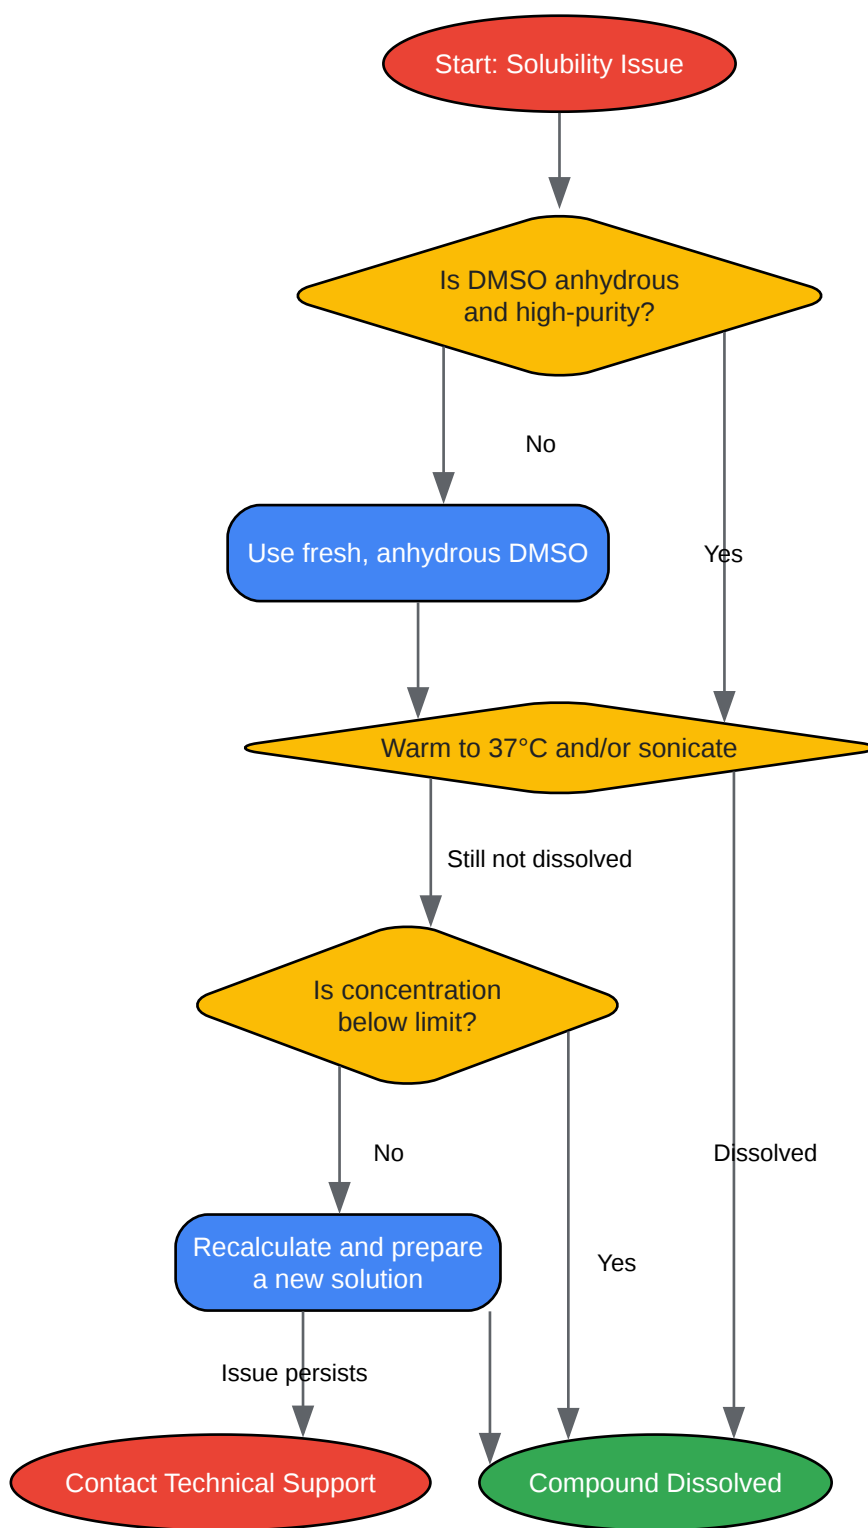 Start: Solubility Issue
Is DMSO anhydrous
and high-purity?
No
Use fresh, anhydrous DMSO
Yes
Warm to 37°C and/or sonicate
Still not dissolved
Is concentration
below limit?
No
Dissolved
Recalculate and prepare
a new solution
Yes
Issue persists
Contact Technical Support
Compound Dissolved